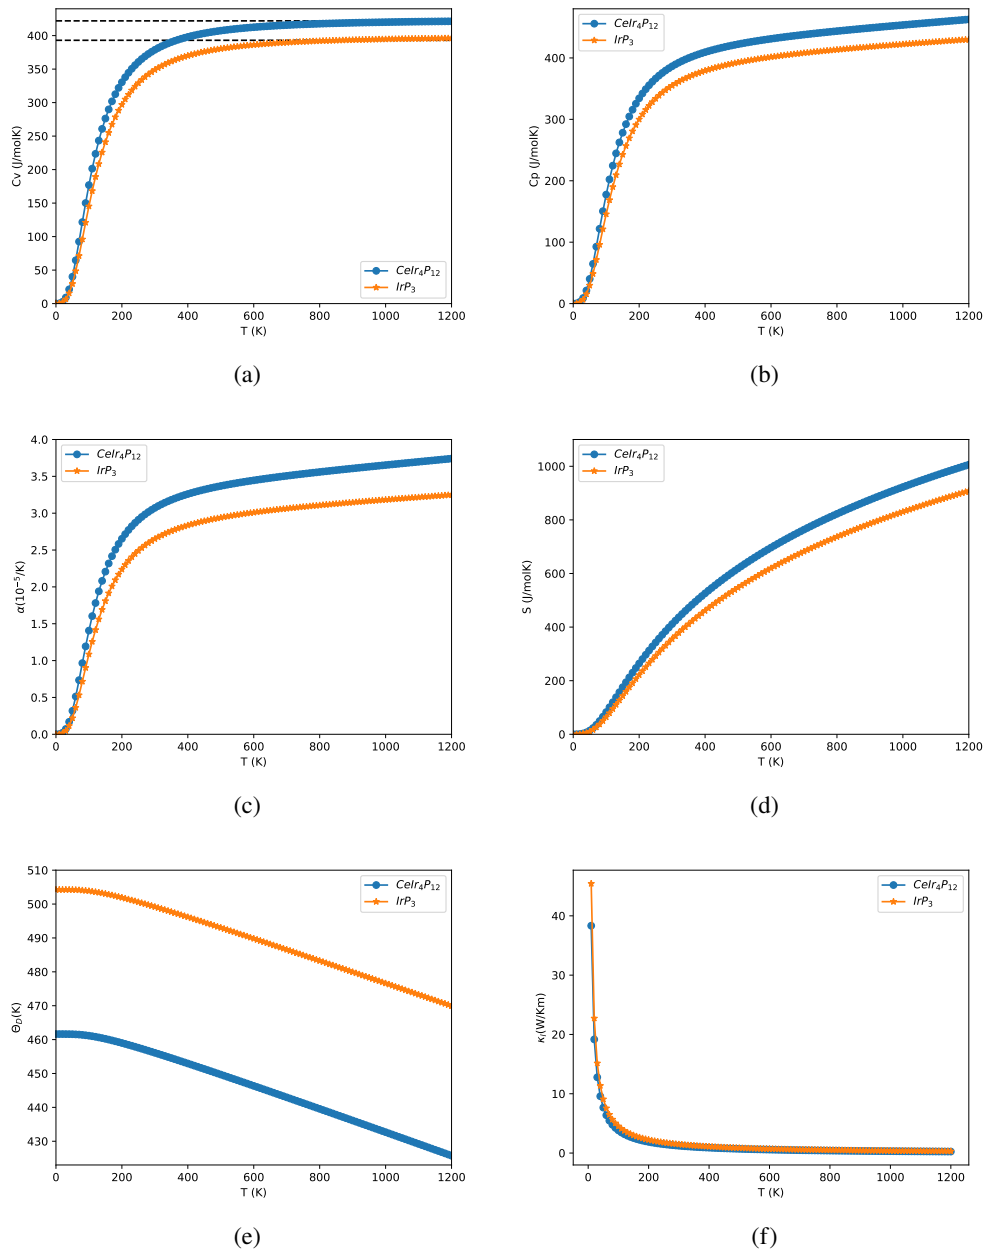 400
350
300
250
200
150
100
50
0
Cv (J/molK)
CeIr₄P₁₂
IrP₃
0 200 400 600 800 1000 1200
T (K)
(a)
CeIr₄P₁₂
IrP₃
400
300
200
100
0
Cp (J/molK)
0 200 400 600 800 1000 1200
T (K)
(b)
4.0
3.5
3.0
2.5
2.0
1.5
1.0
0.5
0.0
α(10⁻⁵/K)
CeIr₄P₁₂
IrP₃
0 200 400 600 800 1000 1200
T (K)
(c)
CeIr₄P₁₂
IrP₃
1000
800
600
400
200
0
S (J/molK)
0 200 400 600 800 1000 1200
T (K)
(d)
510
500
490
480
470
460
450
440
430
Θ_D(K)
CeIr₄P₁₂
IrP₃
0 200 400 600 800 1000 1200
T (K)
(e)
CeIr₄P₁₂
IrP₃
40
30
20
10
0
κₗ(W/Km)
0 200 400 600 800 1000 1200
T (K)
(f)